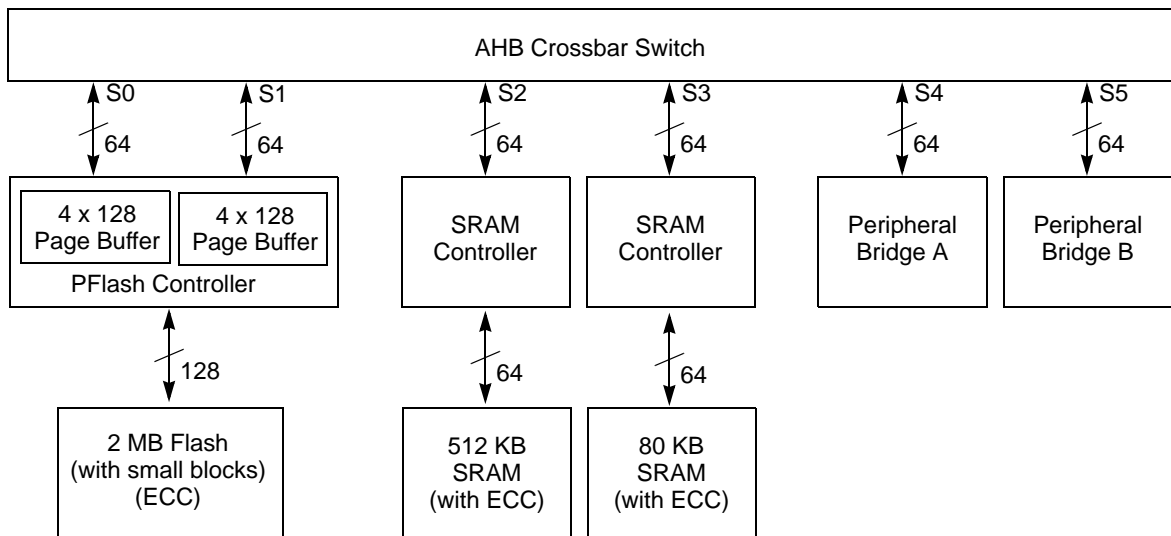 AHB Crossbar Switch
S0
S1
S2
S3
S4
S5
64
64
64
64
64
64
4 x 128
Page Buffer
4 x 128
Page Buffer
PFlash Controller
SRAM
Controller
SRAM
Controller
Peripheral
Bridge A
Peripheral
Bridge B
128
64
64
2 MB Flash
(with small blocks)
(ECC)
512 KB
SRAM
(with ECC)
80 KB
SRAM
(with ECC)